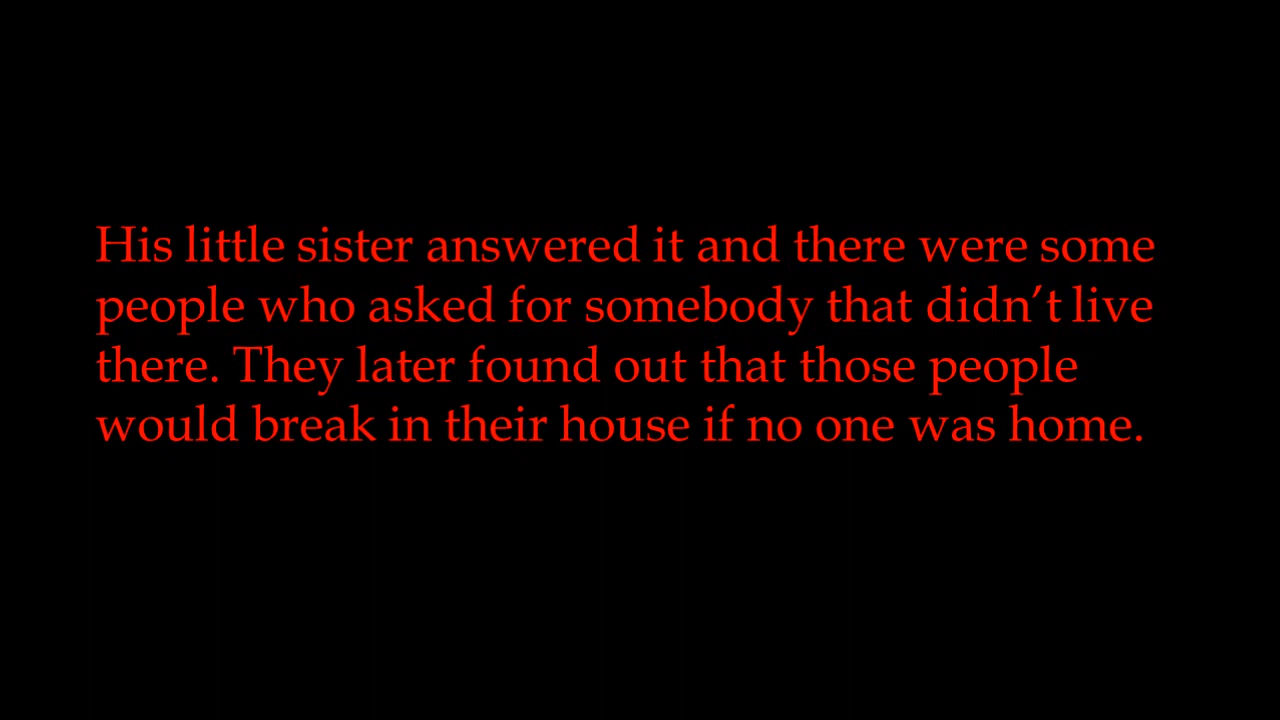 His little sister answered it and there were some
people who asked for somebody that didn’t live
there. They later found out that those people
would break in their house if no one was home.